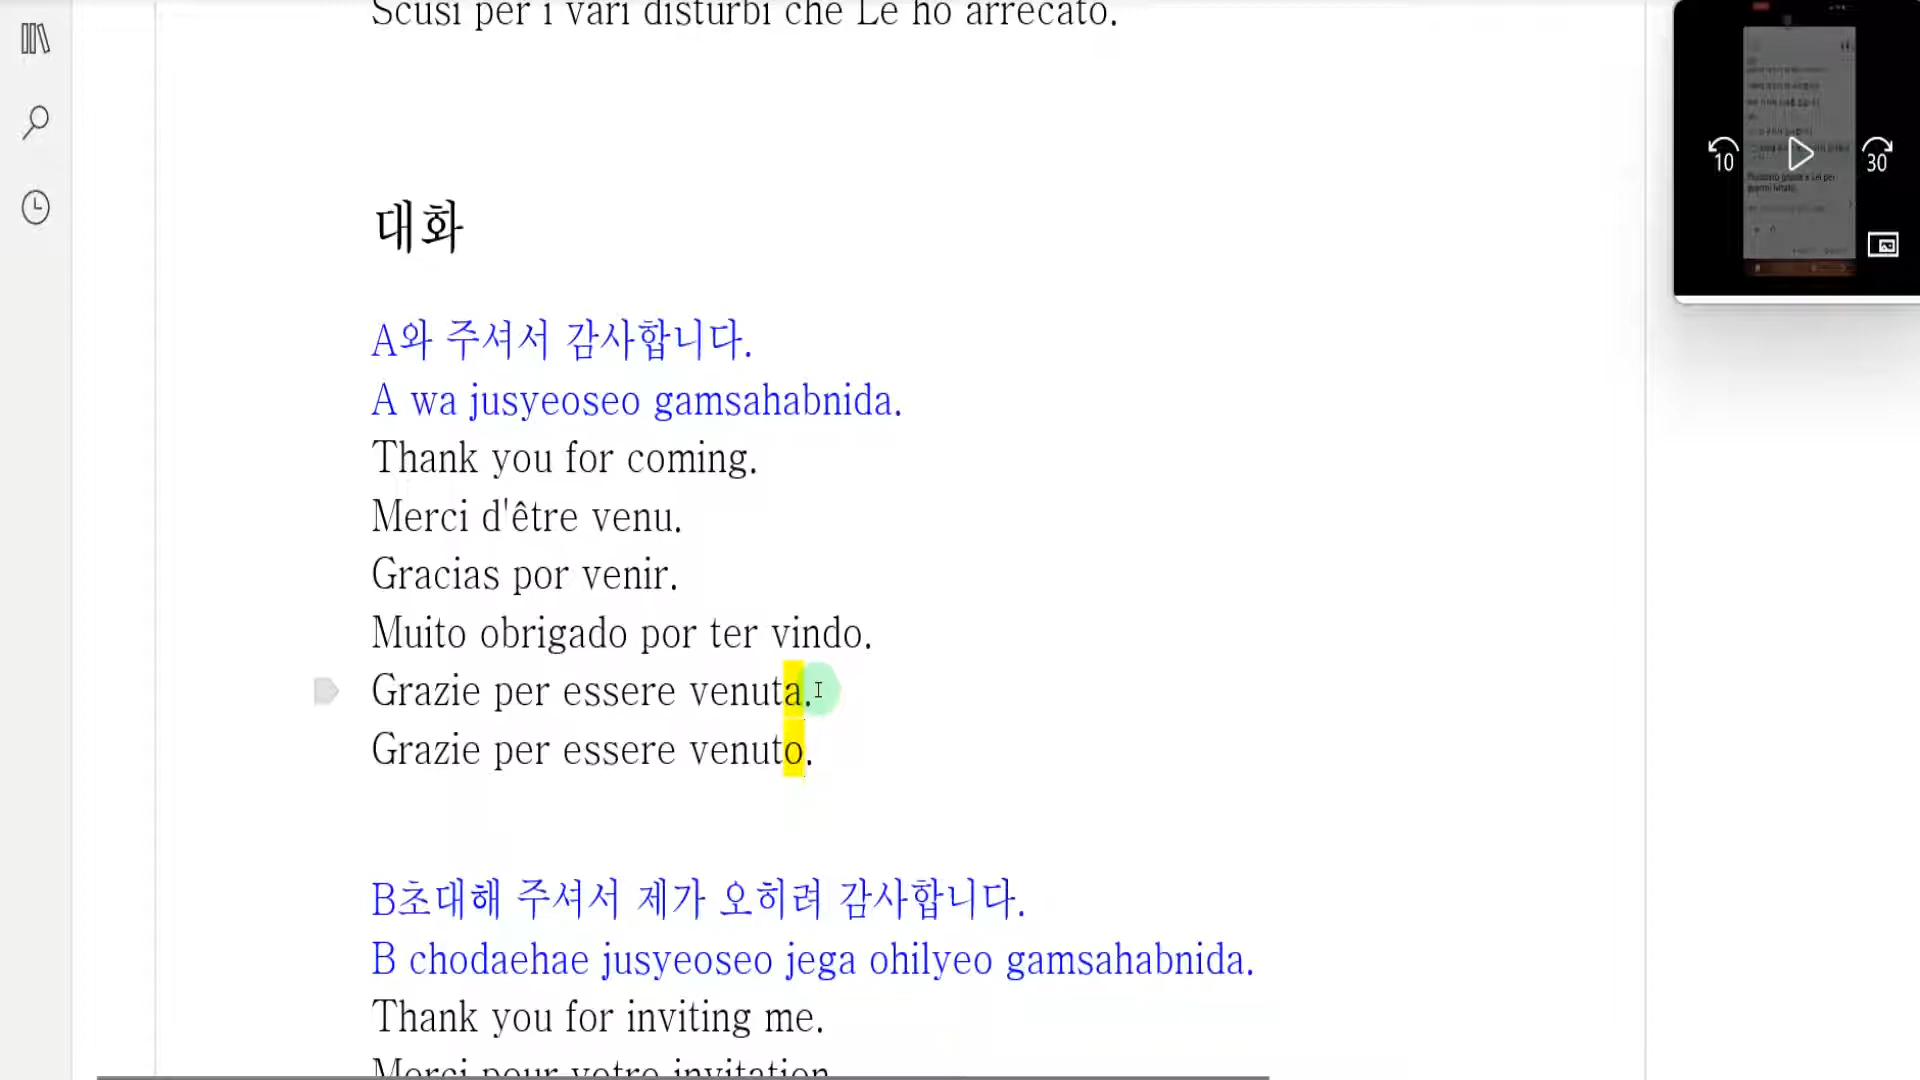 Scusi per i vari disturbi che Le ho arrecato.
대화
A와 주셔서 감사합니다.
A wa jusyeoseo gamsahabnida.
Thank you for coming.
Merci d'être venu.
Gracias por venir.
Muito obrigado por ter vindo.
Grazie per essere venuta.
Grazie per essere venuto.
B초대해 주셔서 제가 오히려 감사합니다.
B chodaehae jusyeoseo jega ohilyeo gamsahabnida.
Thank you for inviting me.
Merci pour votre invitation
10
30